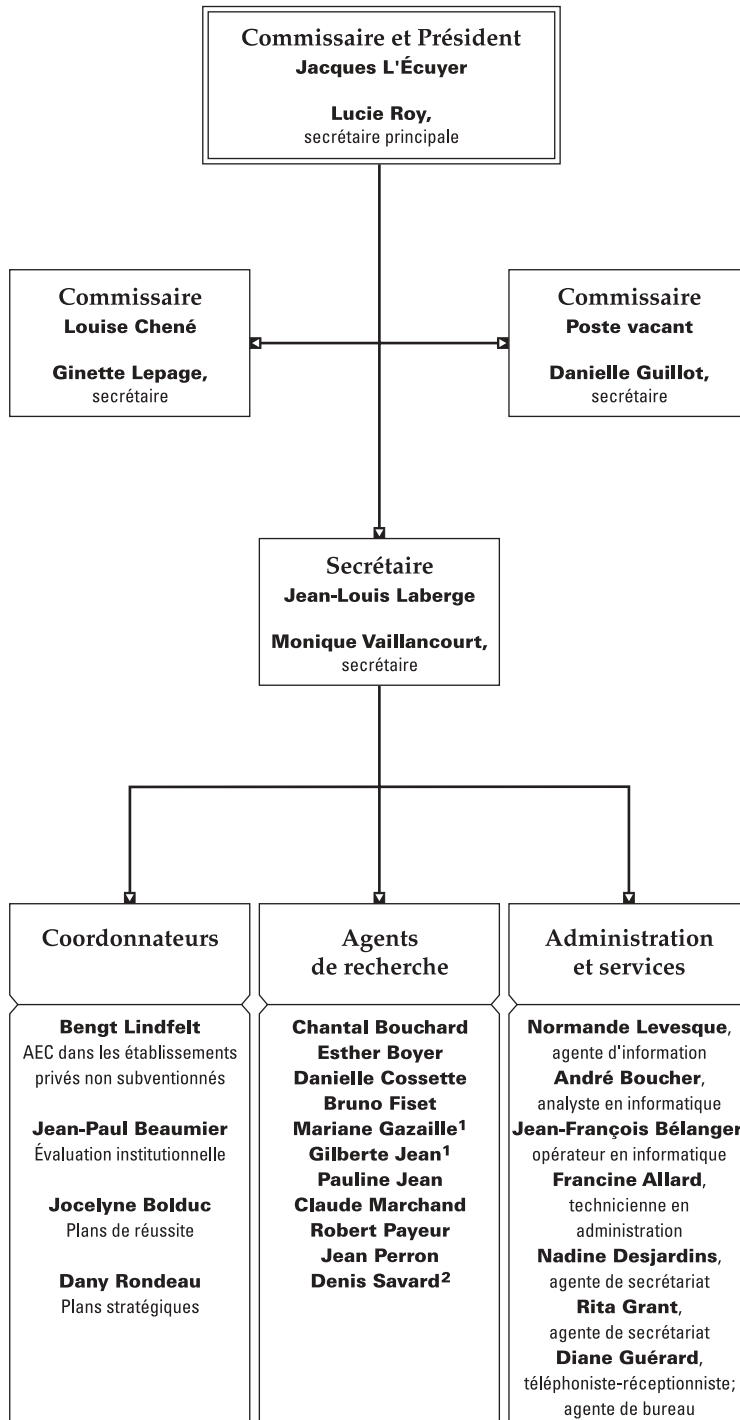 Commissaire et Président
Jacques L'Écuyer
Lucie Roy,
secrétaire principale
Commissaire
Louise Chené
Ginette Lepage,
secrétaire
Commissaire
Poste vacant
Danielle Guillot,
secrétaire
Secrétaire
Jean-Louis Laberge
Monique Vaillancourt,
secrétaire
Coordonnateurs
Bengt Lindfelt
AEC dans les établissements
privés non subventionnés
Jean-Paul Beaumier
Évaluation institutionnelle
Jocelyne Bolduc
Plans de réussite
Dany Rondeau
Plans stratégiques
Agents
de recherche
Chantal Bouchard
Esther Boyer
Danielle Cossette
Bruno Fiset
Mariane Gazaille¹
Gilberte Jean¹
Pauline Jean
Claude Marchand
Robert Payeur
Jean Perron
Denis Savard²
Administration
et services
Normande Levesque,
agente d'information
André Boucher,
analyste en informatique
Jean-François Bélanger,
opérateur en informatique
Francine Allard,
technicienne en
administration
Nadine Desjardins,
agente de secrétariat
Rita Grant,
agente de secrétariat
Diane Guérard,
téléphoniste-réceptionniste;
agente de bureau